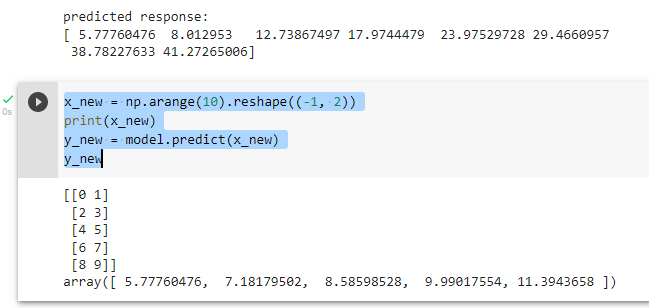 predicted response:
[ 5.77760476  8.012953   12.73867497 17.9744479  23.97529728 29.4660957
 38.78227633 41.27265006]
0s
x_new = np.arange(10).reshape((-1, 2))
print(x_new)
y_new = model.predict(x_new)
y_new
[[0 1]
 [2 3]
 [4 5]
 [6 7]
 [8 9]]
array([ 5.77760476,  7.18179502,  8.58598528,  9.99017554, 11.3943658 ])